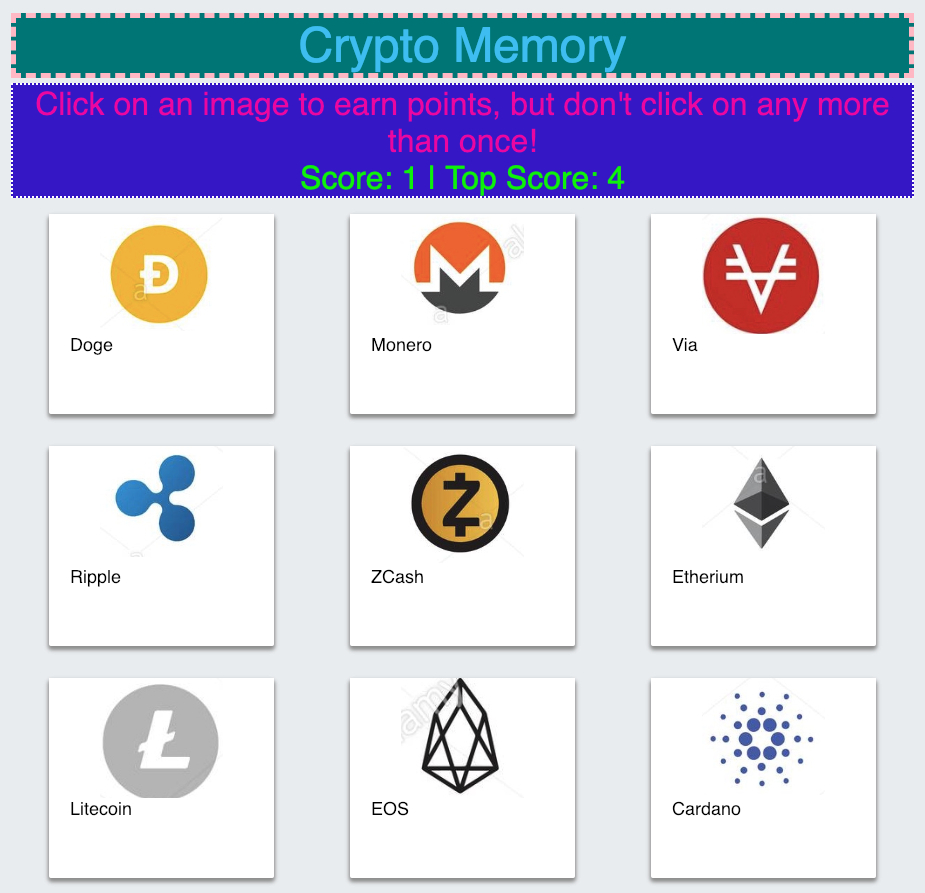 Crypto Memory
Click on an image to earn points, but don't click on any more
than once!
Score: 1 | Top Score: 4
Doge
Monero
Via
Ripple
ZCash
Etherium
Litecoin
EOS
Cardano